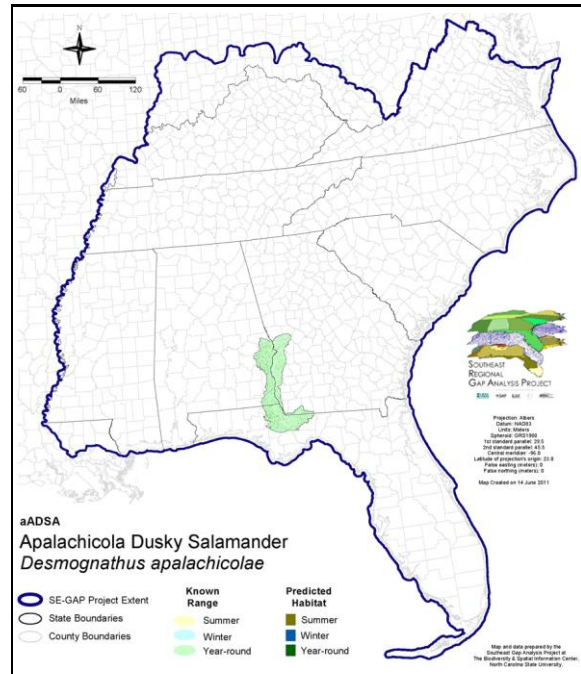 N
60 0 60 120
Miles
SOUTHEAST
REGIONAL
GAP ANALYSIS PROJECT
Projection: Albers
Datum: NAD83
Units: Meters
Spheroid: GRS1980
1st standard parallel: 29.5
2nd standard parallel: 45.5
Central meridian: -96.0
Latitude of projection's origin: 23.0
False easting (meters): 0
False northing (meters): 0
Map Created on 14 June 2011
aADSA
Apalachicola Dusky Salamander
Desmognathus apalachicolae
SE-GAP Project Extent
State Boundaries
County Boundaries
Known
Range
Summer
Winter
Year-round
Predicted
Habitat
Summer
Winter
Year-round
Map and data prepared by the
Southeast Gap Analysis Project at
The Biodiversity & Spatial Information Center,
North Carolina State University.